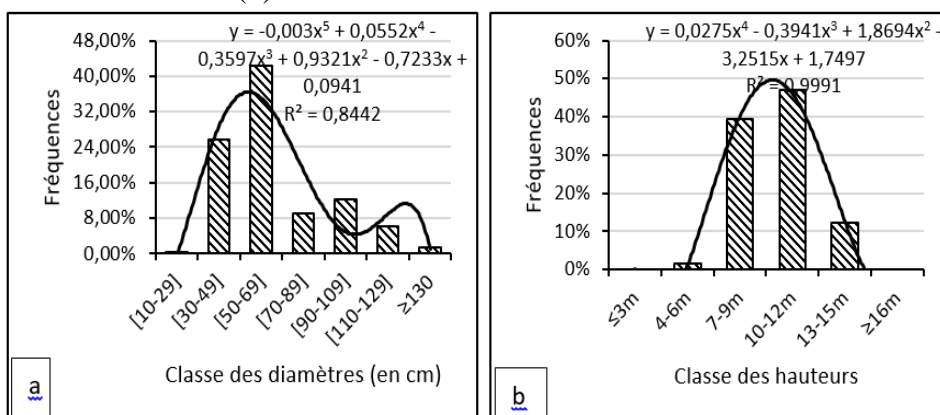 y = -0,003x⁵ + 0,0552x⁴ -
0,3597x³ + 0,9321x² - 0,7233x +
0,0941
R² = 0,8442
48,00%
40,00%
32,00%
24,00%
16,00%
8,00%
0,00%
Fréquences
[10-29]
[30-49]
[50-69]
[70-89]
[90-109]
[110-129]
≥130
Classe des diamètres (en cm)
a
y = 0,0275x⁴ - 0,3941x³ + 1,8694x² -
3,2515x + 1,7497
R² = 0,9991
60%
50%
40%
30%
20%
10%
0%
Fréquences
≤3m
4-6m
7-9m
10-12m
13-15m
≥16m
Classe des hauteurs
b